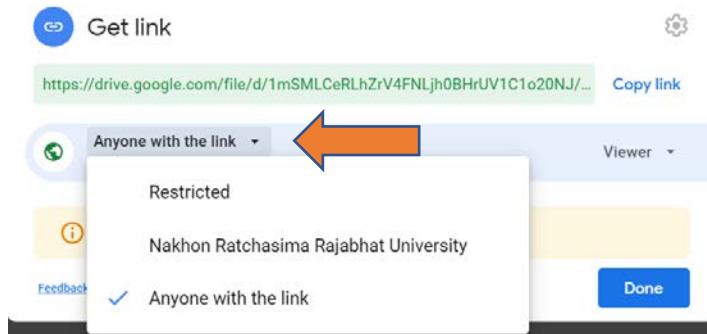 Get link
https://drive.google.com/file/d/1mSMLCeRLhZrV4FNLjh0BHrUV1C1o20NJ/... Copy link
Anyone with the link Viewer
Restricted
Nakhon Ratchasima Rajabhat University
Anyone with the link
Feedback Done